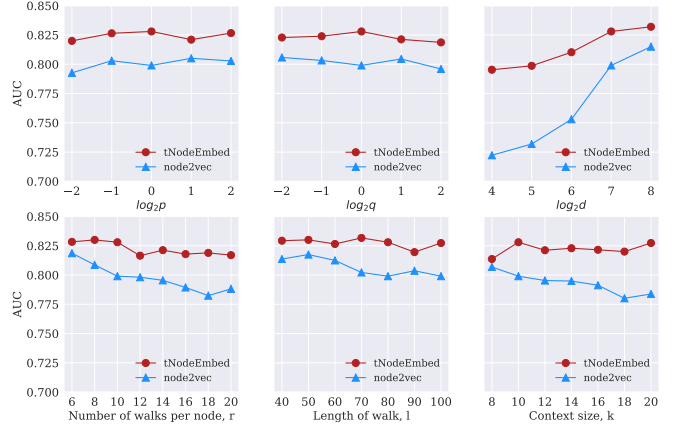 0.850
0.825
0.800
0.775
0.750
0.725
0.700
AUC
tNodeEmbed
node2vec
−2 −1 0 1 2
log₂p
tNodeEmbed
node2vec
−2 −1 0 1 2
log₂q
tNodeEmbed
node2vec
4 5 6 7 8
log₂d
0.850
0.825
0.800
0.775
0.750
0.725
0.700
AUC
tNodeEmbed
node2vec
6 8 10 12 14 16 18 20
Number of walks per node, r
tNodeEmbed
node2vec
40 50 60 70 80 90 100
Length of walk, l
tNodeEmbed
node2vec
8 10 12 14 16 18 20
Context size, k